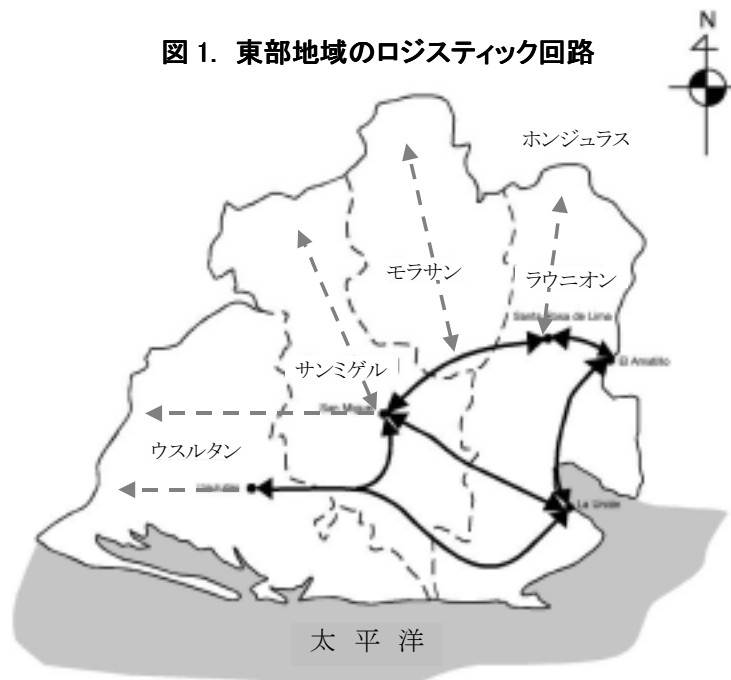 図 1. 東部地域のロジスティック回路
N
ホンジュラス
モラサン
ラウニオン
Santa Rosa de Lima
El Amatillo
サンミゲル
San Miguel
ウスルタン
La Unión
太 平 洋